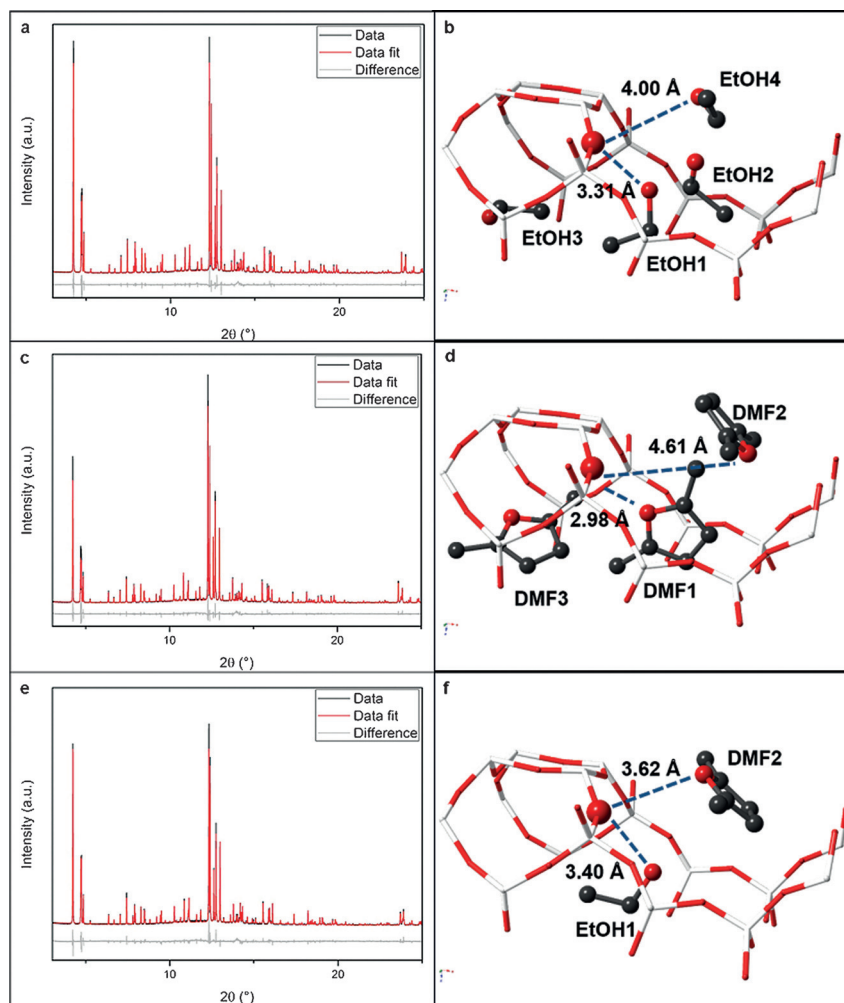 a
Data
Data fit
Difference
Intensity (a.u.)
10
20
2θ (°)
b
4.00 Å
EtOH4
EtOH2
3.31 Å
EtOH3
EtOH1
c
Data
Data fit
Difference
Intensity (a.u.)
10
20
2θ (°)
d
DMF2
4.61 Å
2.98 Å
DMF3
DMF1
e
Data
Data fit
Difference
Intensity (a.u.)
10
20
2θ (°)
f
DMF2
3.62 Å
3.40 Å
EtOH1